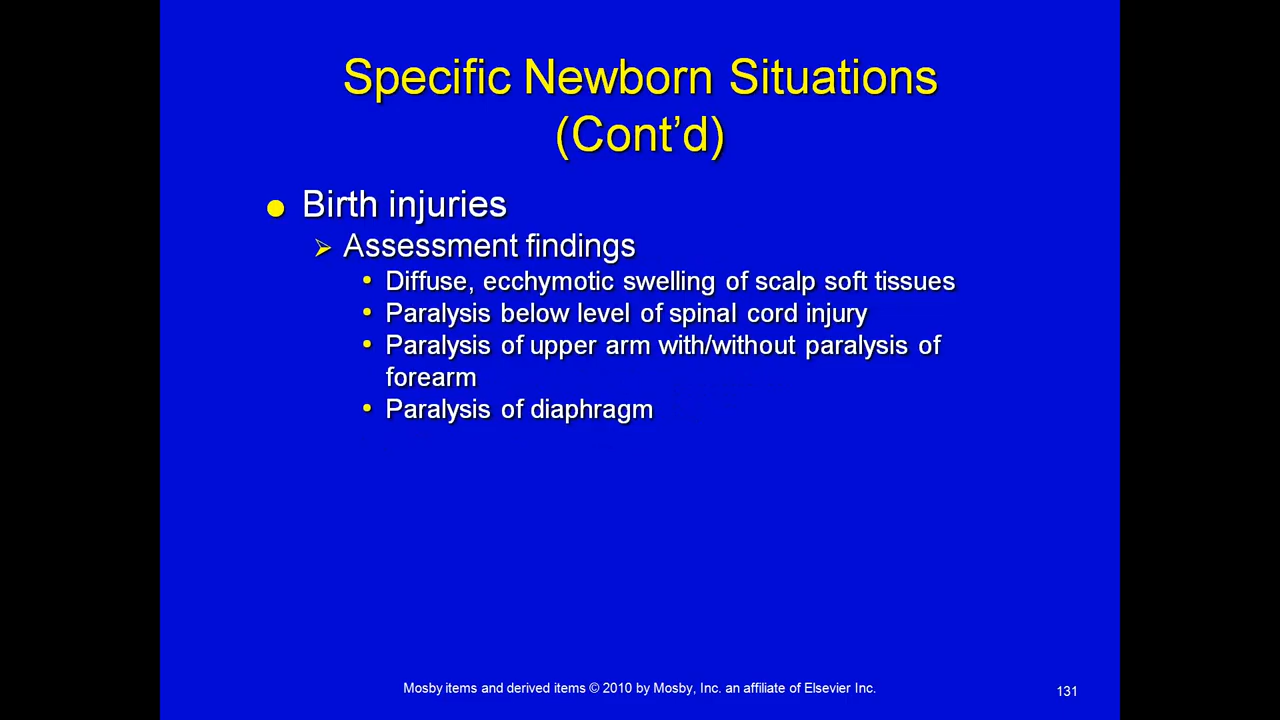 Specific Newborn Situations
(Cont’d)
Birth injuries
Assessment findings
Diffuse, ecchymotic swelling of scalp soft tissues
Paralysis below level of spinal cord injury
Paralysis of upper arm with/without paralysis of
forearm
Paralysis of diaphragm
Mosby items and derived items © 2010 by Mosby, Inc. an affiliate of Elsevier Inc.
131